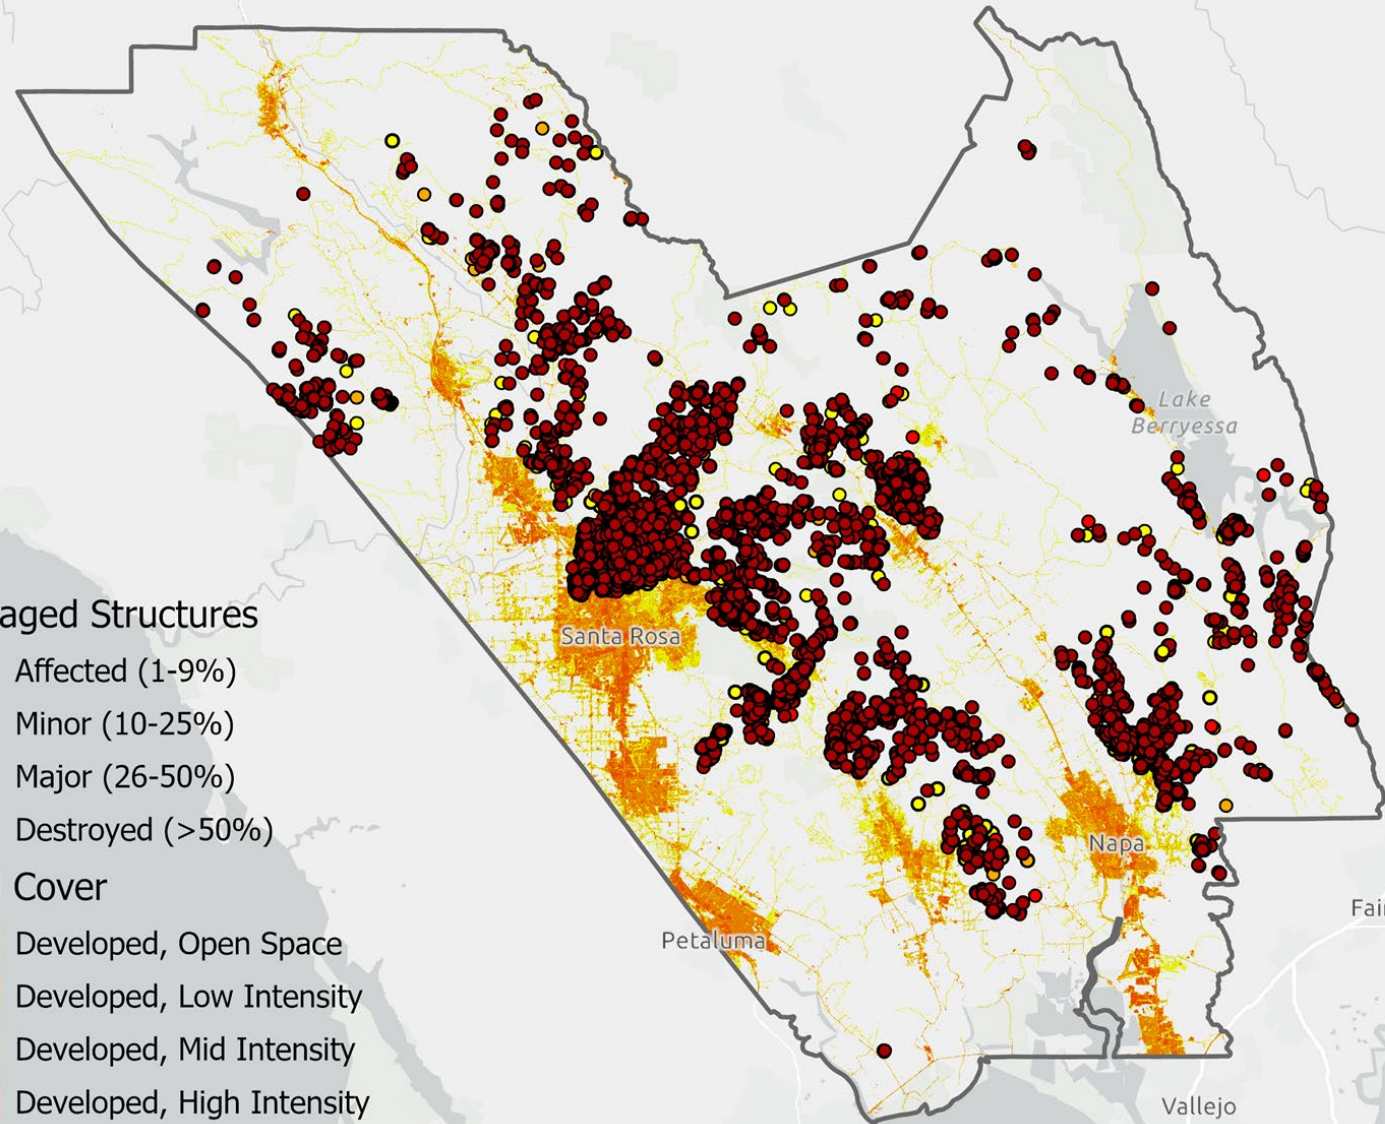 Lake
Berryessa
aged Structures
Santa Rosa
Affected (1-9%)
Minor (10-25%)
Major (26-50%)
Destroyed (>50%)
Napa
Cover
Fai
Petaluma
Developed, Open Space
Developed, Low Intensity
Developed, Mid Intensity
Developed, High Intensity
Vallejo